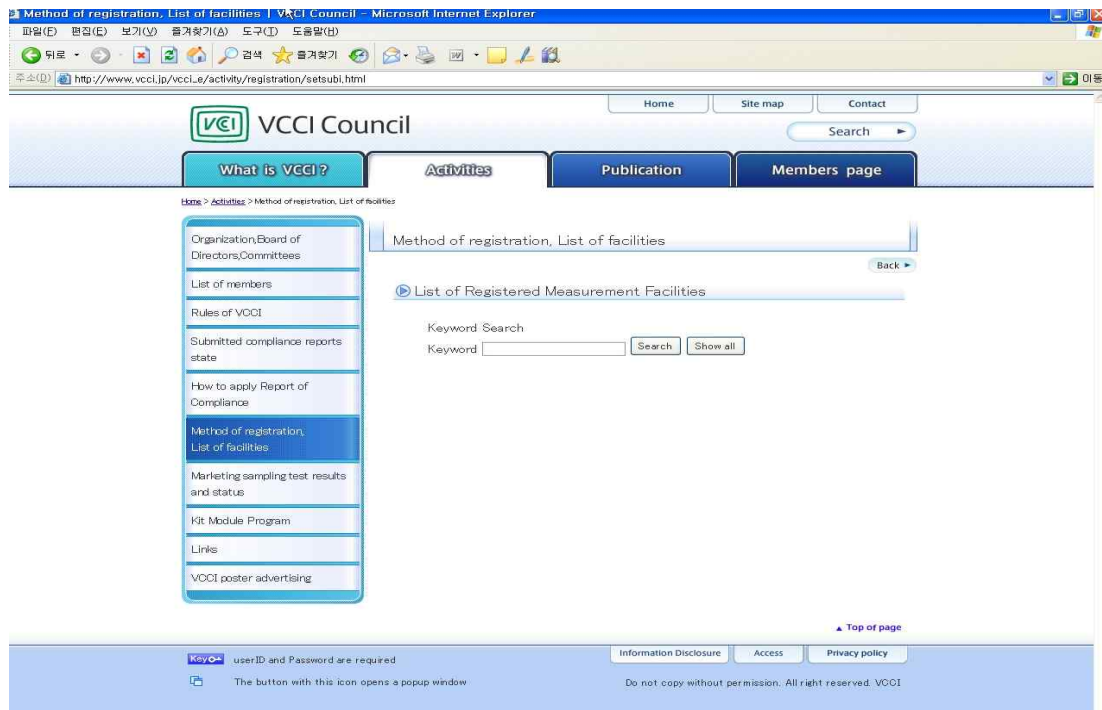 Method of registration, List of facilities | VCCI Council - Microsoft Internet Explorer
파일(F) 편집(E) 보기(V) 즐겨찾기(A) 도구(T) 도움말(H)
뒤로 검색 즐겨찾기
주소(D) http://www.vcci.jp/vcci_e/activity/registration/setsubi.html 이동
Home Site map Contact
VCCI VCCI Council
Search
What is VCCI? Activities Publication Members page
Home > Activities > Method of registration, List of facilities
Organization,Board of
Directors,Committees
List of members
Rules of VCCI
Submitted compliance reports
state
How to apply Report of
Compliance
Method of registration,
List of facilities
Marketing sampling test results
and status
Kit Module Program
Links
VCCI poster advertising
Method of registration, List of facilities
Back
List of Registered Measurement Facilities
Keyword Search
Keyword Search Show all
Top of page
Information Disclosure Access Privacy policy
Key userID and Password are required
The button with this icon opens a popup window
Do not copy without permission. All right reserved. VCCI